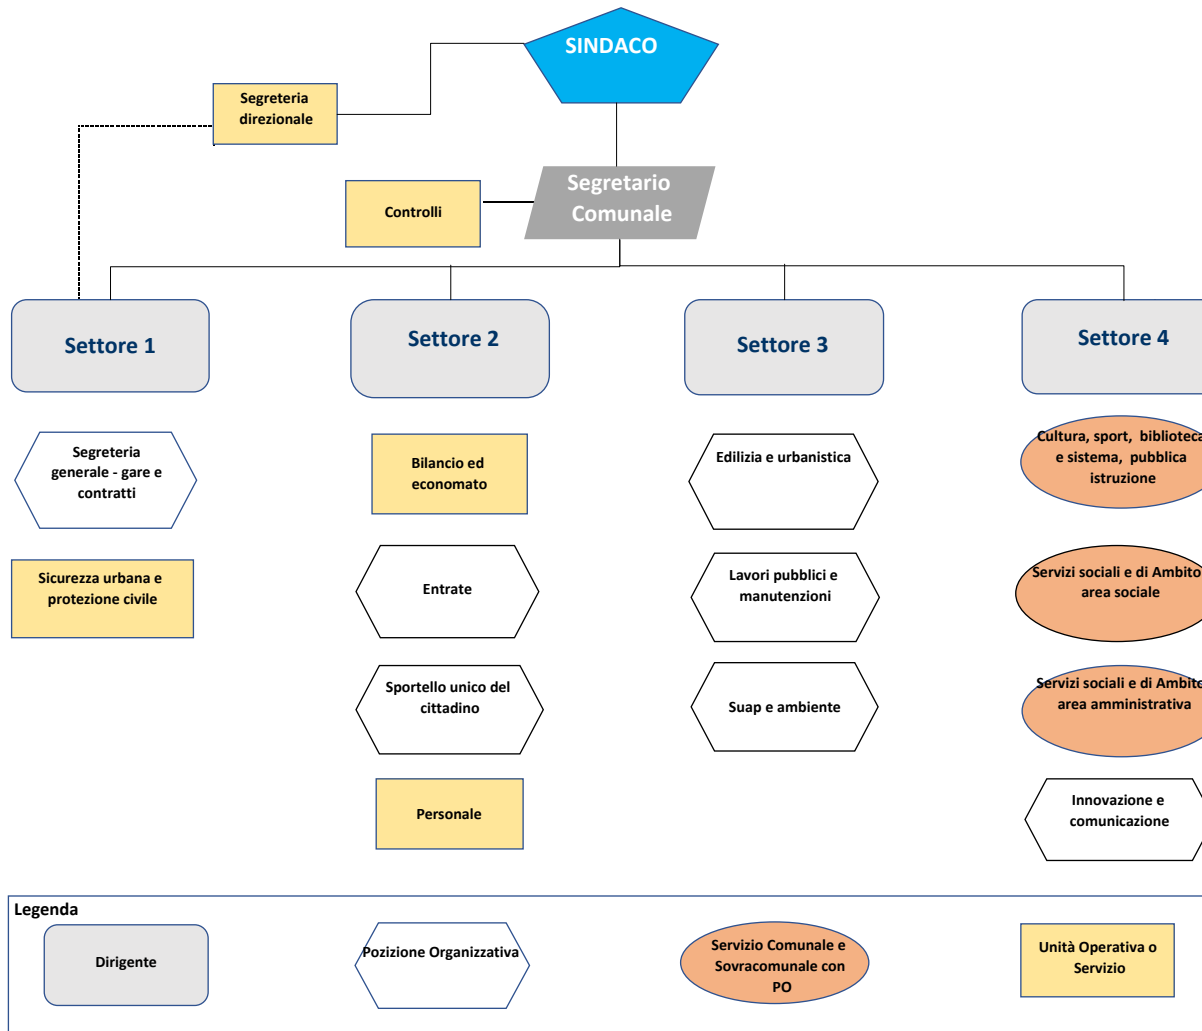 SINDACO
Segreteria
direzionale
Segretario
Comunale
Controlli
Settore 1
Settore 2
Settore 3
Settore 4
Segreteria
generale - gare e
contratti
Sicurezza urbana e
protezione civile
Bilancio ed
economato
Entrate
Sportello unico del
cittadino
Personale
Edilizia e urbanistica
Lavori pubblici e
manutenzioni
Suap e ambiente
Cultura, sport, biblioteca
e sistema, pubblica
istruzione
Servizi sociali e di Ambito
area sociale
Servizi sociali e di Ambito
area amministrativa
Innovazione e
comunicazione
Legenda
Dirigente
Pozizione Organizzativa
Servizio Comunale e
Sovracomunale con
PO
Unità Operativa o
Servizio